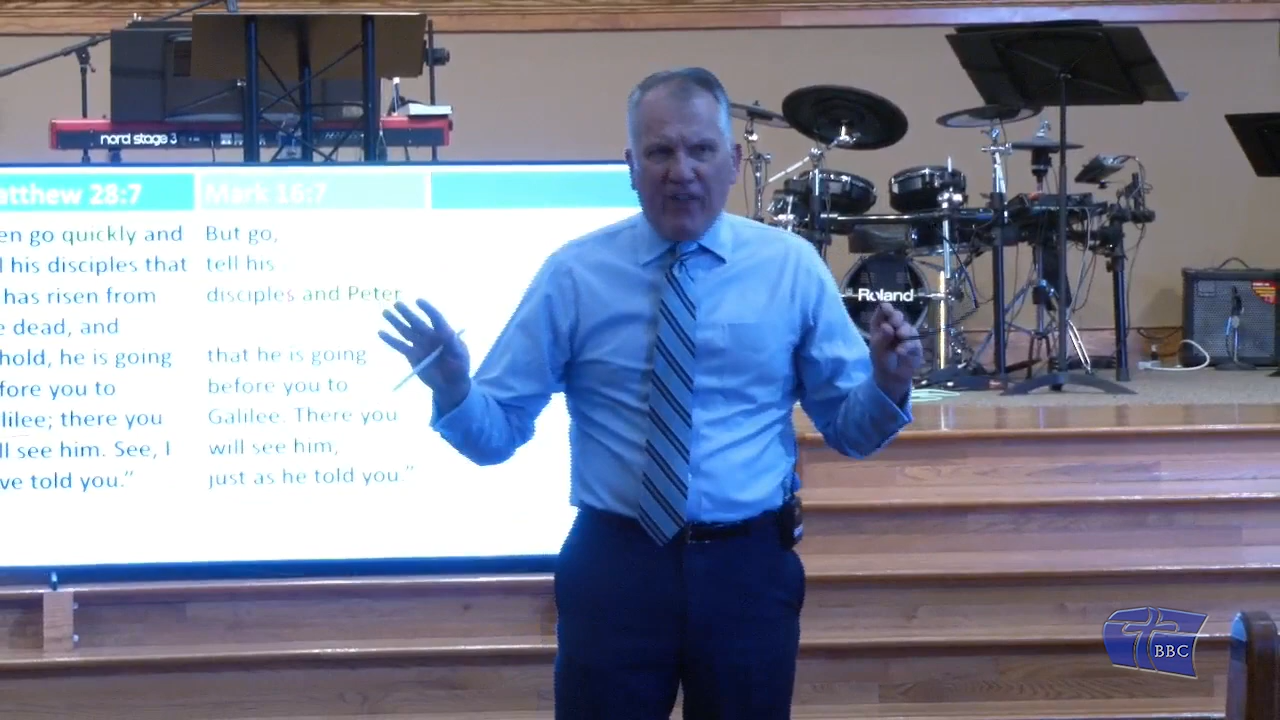 nord stage 3
atthew 28:7
en go quickly and
l his disciples that
has risen from
e dead, and
hold, he is going
fore you to
lilee; there you
ll see him. See, I
ve told you.”
Mark 16:7
But go,
tell his
disciples and Peter
that he is going
before you to
Galilee. There you
will see him,
just as he told you.”
Roland
BBC